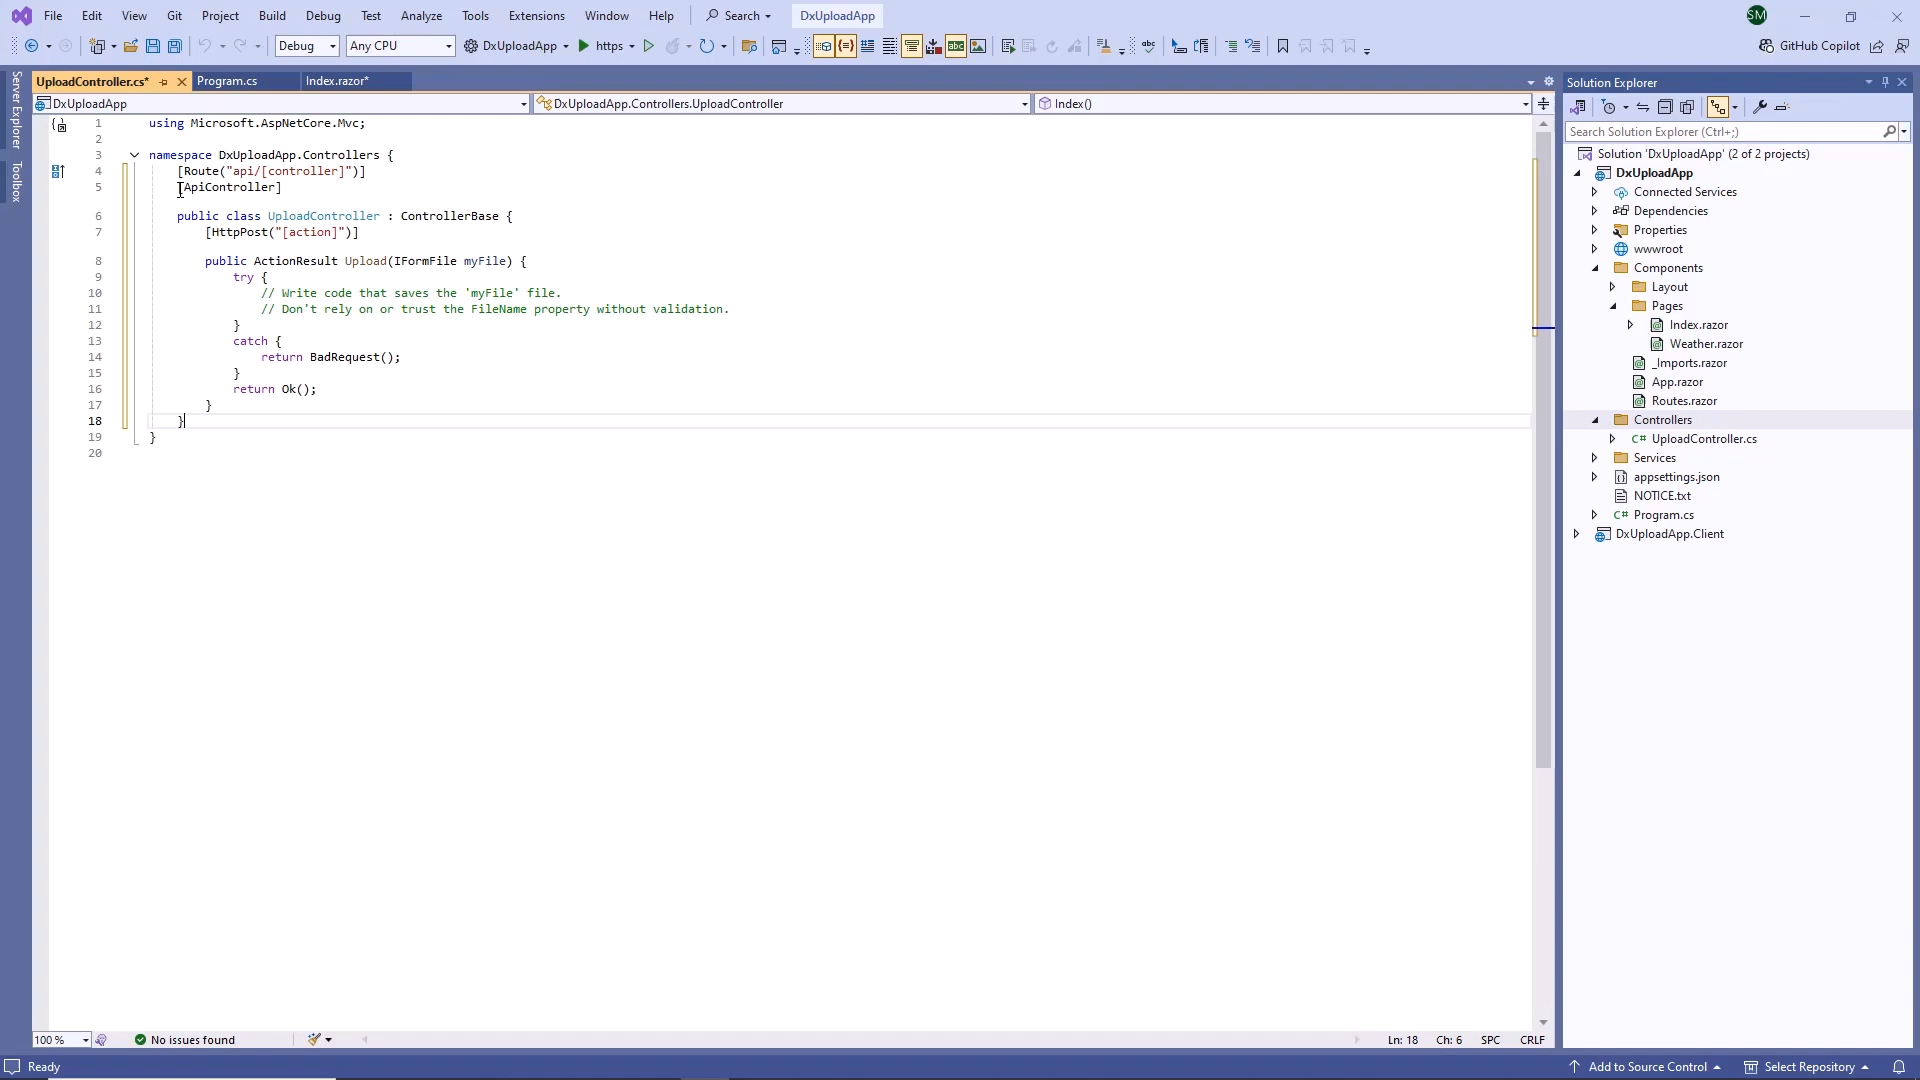 File Edit View Git Project Build Debug Test Analyze Tools Extensions Window Help Search DxUploadApp SM
Debug Any CPU DxUploadApp https abc abc GitHub Copilot
Server Explorer
Toolbox
UploadController.cs* Program.cs Index.razor*
DxUploadApp DxUploadApp.Controllers.UploadController Index()
1 using Microsoft.AspNetCore.Mvc;
2
3 namespace DxUploadApp.Controllers {
4 [Route("api/[controller]")]
5 [ApiController]
6 public class UploadController : ControllerBase {
7 [HttpPost("[action]")]
8 public ActionResult Upload(IFormFile myFile) {
9 try {
10 // Write code that saves the 'myFile' file.
11 // Don't rely on or trust the FileName property without validation.
12 }
13 catch {
14 return BadRequest();
15 }
16 return Ok();
17 }
18 }
19 }
20
100 % No issues found Ln: 18 Ch: 6 SPC CRLF
Solution Explorer
Search Solution Explorer (Ctrl+;)
Solution 'DxUploadApp' (2 of 2 projects)
DxUploadApp
Connected Services
Dependencies
Properties
wwwroot
Components
Layout
Pages
Index.razor
Weather.razor
_Imports.razor
App.razor
Routes.razor
Controllers
C# UploadController.cs
Services
appsettings.json
NOTICE.txt
C# Program.cs
DxUploadApp.Client
Ready Add to Source Control Select Repository